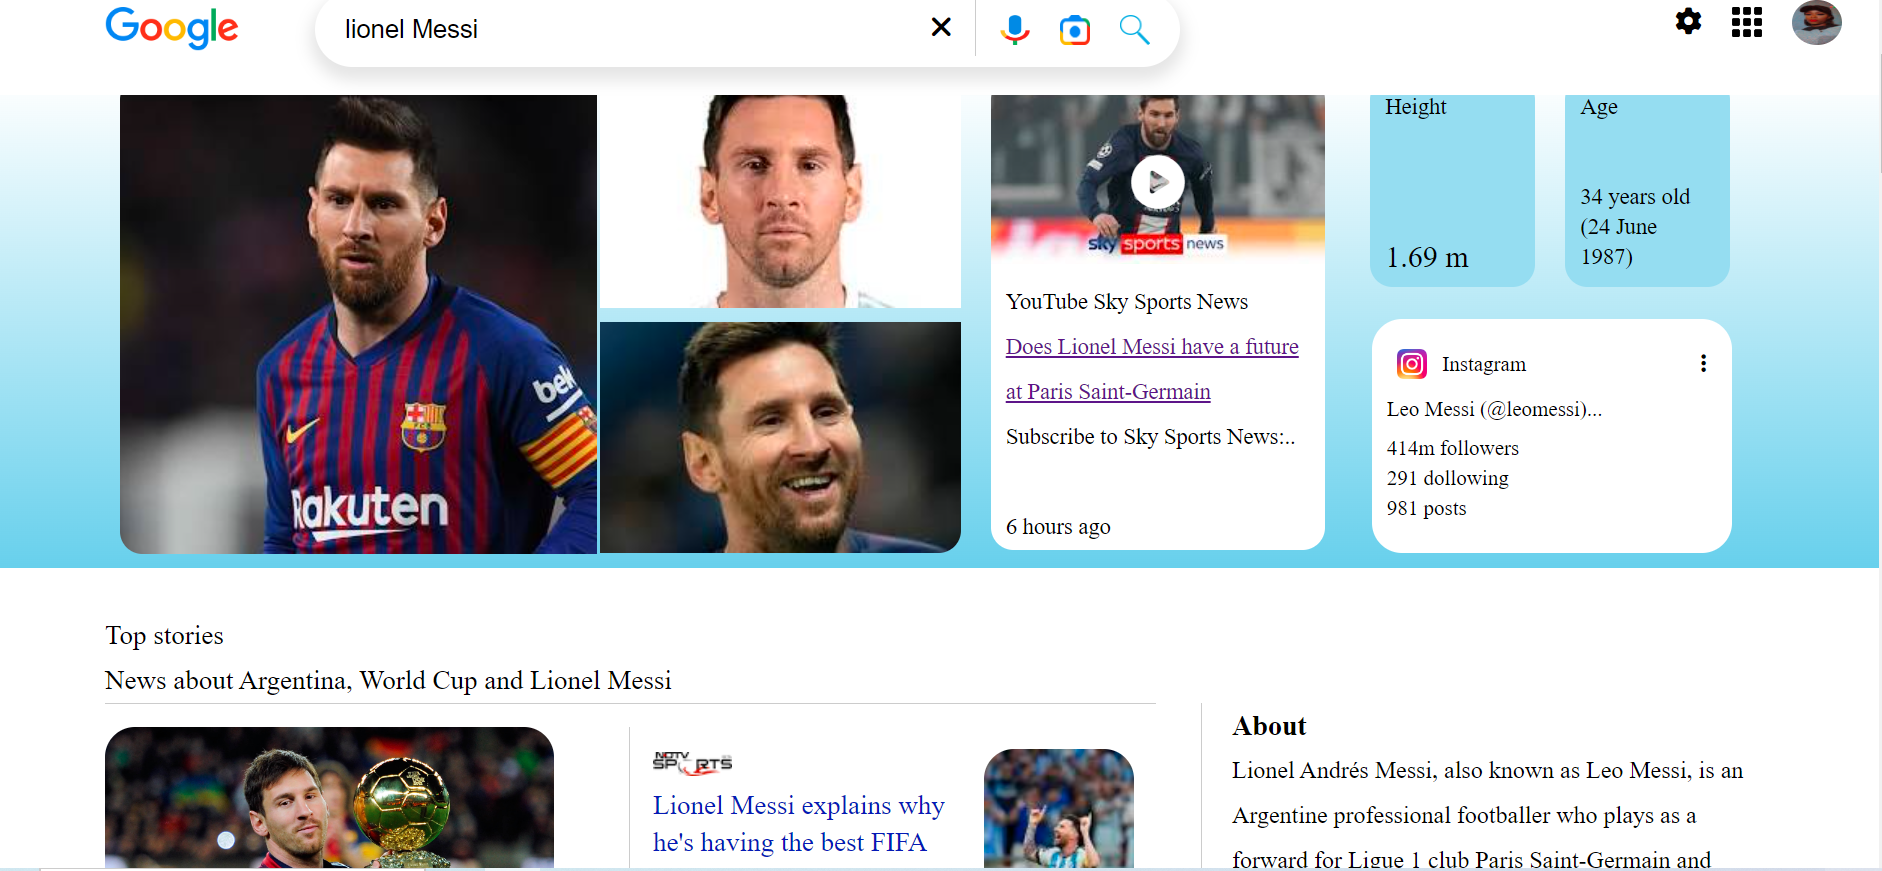 Google
lionel Messi
Height
1.69 m
Age
34 years old
(24 June
1987)
bek
Rakuten
sky sports news
YouTube Sky Sports News
Does Lionel Messi have a future
at Paris Saint-Germain
Subscribe to Sky Sports News:..
6 hours ago
Instagram
Leo Messi (@leomessi)...
414m followers
291 dollowing
981 posts
Top stories
News about Argentina, World Cup and Lionel Messi
NDTV
SPORTS
Lionel Messi explains why
he's having the best FIFA
About
Lionel Andrés Messi, also known as Leo Messi, is an
Argentine professional footballer who plays as a
forward for Ligue 1 club Paris Saint-Germain and